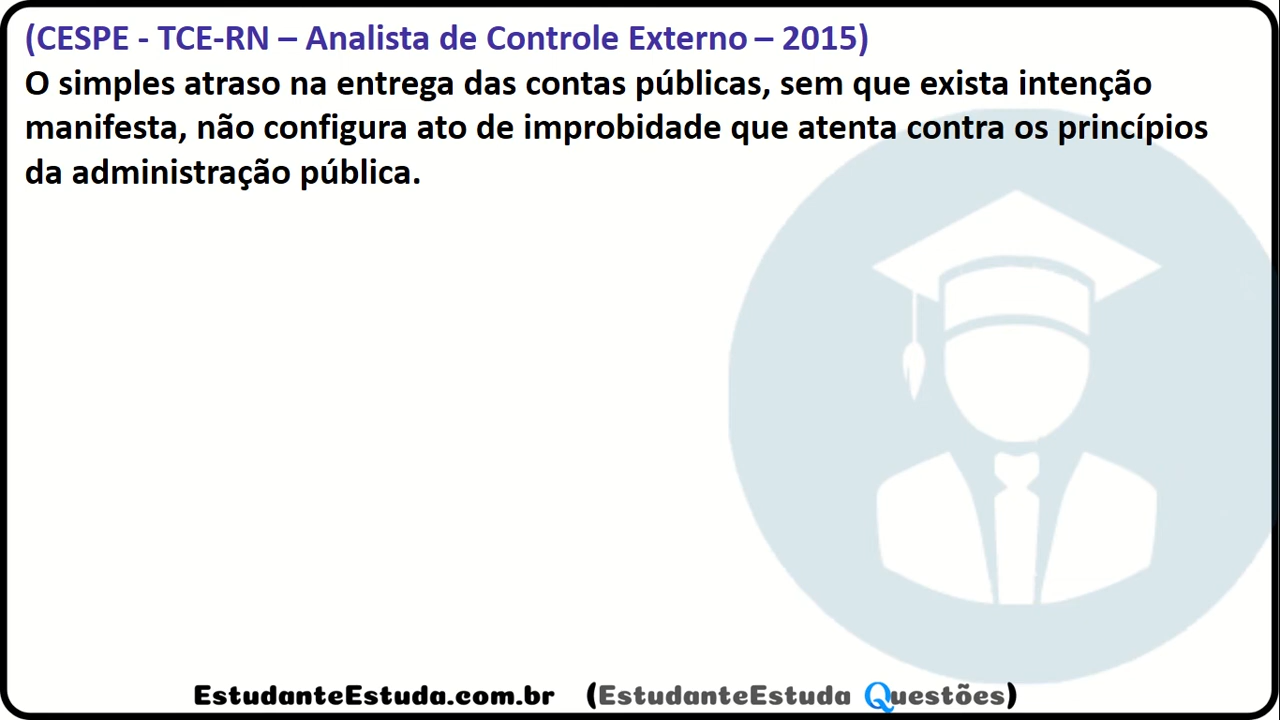 (CESPE - TCE-RN – Analista de Controle Externo – 2015)
O simples atraso na entrega das contas públicas, sem que exista intenção
manifesta, não configura ato de improbidade que atenta contra os princípios
da administração pública.
EstudanteEstuda.com.br (EstudanteEstuda Questões)